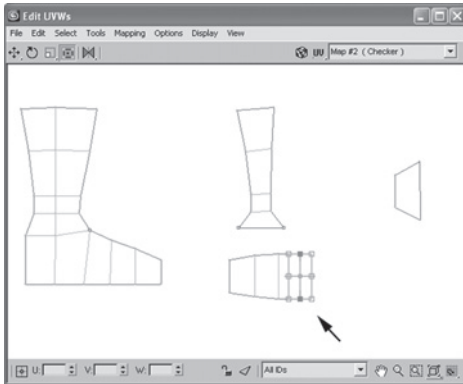 Edit UVWs
File Edit Select Tools Mapping Options Display View
UV Map #2 ( Checker )
U: V: W: All IDs